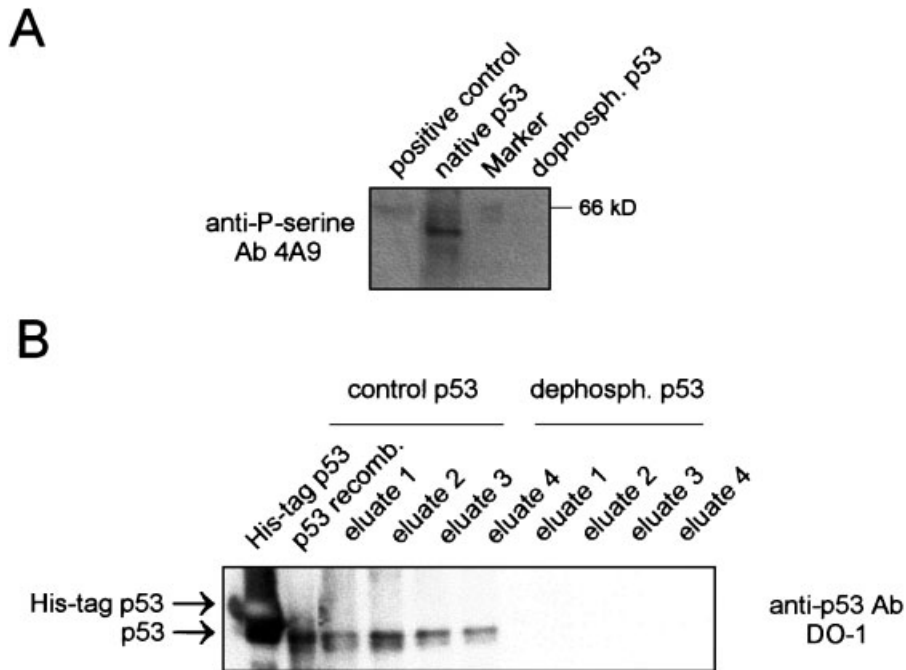 A
positive control
native p53
Marker
dophosph. p53
66 kD
anti-P-serine
Ab 4A9
B
control p53
dephosph. p53
His-tag p53
p53 recomb.
eluate 1
eluate 2
eluate 3
eluate 4
eluate 1
eluate 2
eluate 3
eluate 4
His-tag p53
p53
anti-p53 Ab
DO-1